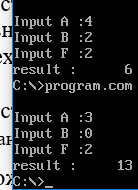 Input A :4
Input B :2
Input F :2
result :        6
C:\>program.com
Input A :3
Input B :0
Input F :2
result :        13
C:\>_